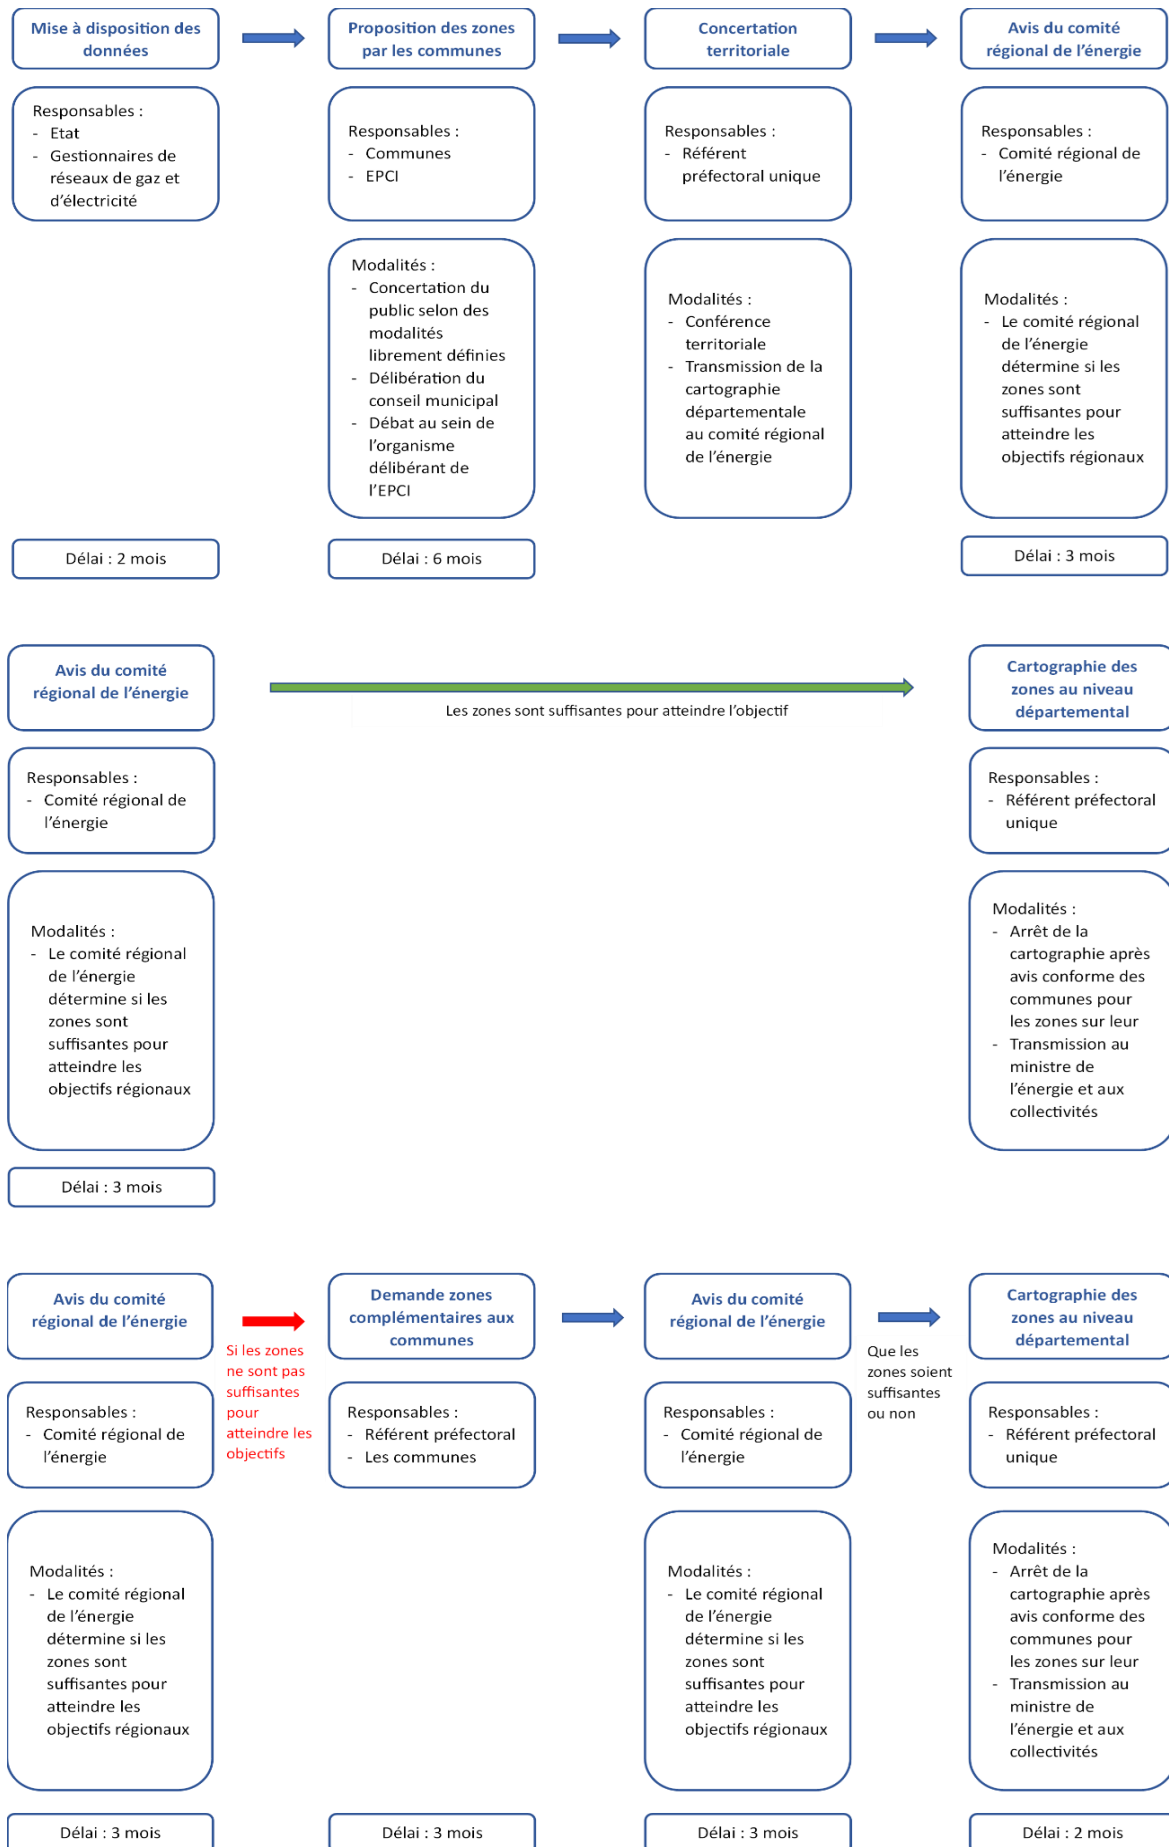 Mise à disposition des
données
Proposition des zones
par les communes
Concertation
territoriale
Avis du comité
régional de l'énergie
Responsables :
- Etat
- Gestionnaires de
réseaux de gaz et
d'électricité
Responsables :
- Communes
- EPCI
Responsables :
- Référent
préfectoral unique
Responsables :
- Comité régional de
l'énergie
Modalités :
- Concertation du
public selon des
modalités
librement définies
- Délibération du
conseil municipal
- Débat au sein de
l'organisme
délibérant de
l'EPCI
Modalités :
- Conférence
territoriale
- Transmission de la
cartographie
départementale
au comité régional
de l'énergie
Modalités :
- Le comité régional
de l'énergie
détermine si les
zones sont
suffisantes pour
atteindre les
objectifs régionaux
Délai : 2 mois
Délai : 6 mois
Délai : 3 mois
Avis du comité
régional de l'énergie
Les zones sont suffisantes pour atteindre l'objectif
Cartographie des
zones au niveau
départemental
Responsables :
- Comité régional de
l'énergie
Responsables :
- Référent préfectoral
unique
Modalités :
- Le comité régional
de l'énergie
détermine si les
zones sont
suffisantes pour
atteindre les
objectifs régionaux
Modalités :
- Arrêt de la
cartographie après
avis conforme des
communes pour
les zones sur leur
- Transmission au
ministre de
l'énergie et aux
collectivités
Délai : 3 mois
Avis du comité
régional de l'énergie
Si les zones
ne sont pas
suffisantes
pour
atteindre les
objectifs
Demande zones
complémentaires aux
communes
Avis du comité
régional de l'énergie
Que les
zones soient
suffisantes
ou non
Cartographie des
zones au niveau
départemental
Responsables :
- Comité régional de
l'énergie
Responsables :
- Référent préfectoral
- Les communes
Responsables :
- Comité régional de
l'énergie
Responsables :
- Référent préfectoral
unique
Modalités :
- Le comité régional
de l'énergie
détermine si les
zones sont
suffisantes pour
atteindre les
objectifs régionaux
Modalités :
- Le comité régional
de l'énergie
détermine si les
zones sont
suffisantes pour
atteindre les
objectifs régionaux
Modalités :
- Arrêt de la
cartographie après
avis conforme des
communes pour
les zones sur leur
- Transmission au
ministre de
l'énergie et aux
collectivités
Délai : 3 mois
Délai : 3 mois
Délai : 3 mois
Délai : 2 mois